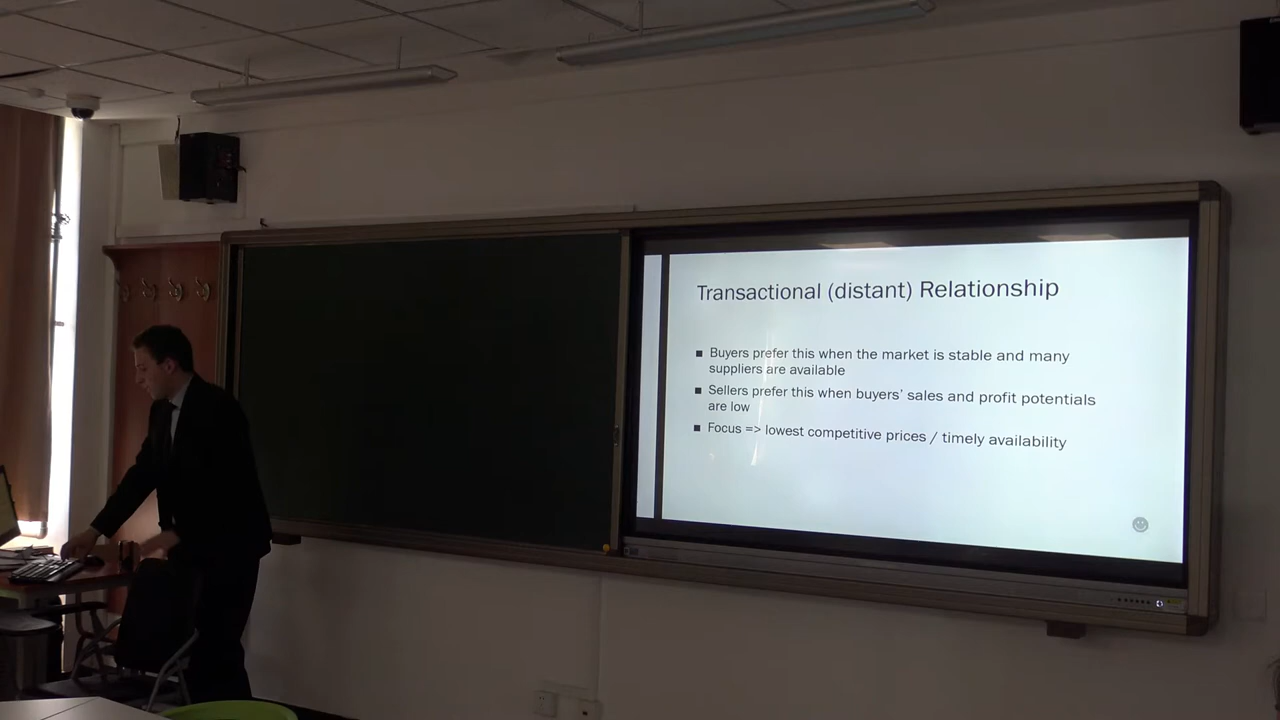 Transactional (distant) Relationship
■ Buyers prefer this when the market is stable and many
suppliers are available
■ Sellers prefer this when buyers’ sales and profit potentials
are low
■ Focus => lowest competitive prices / timely availability